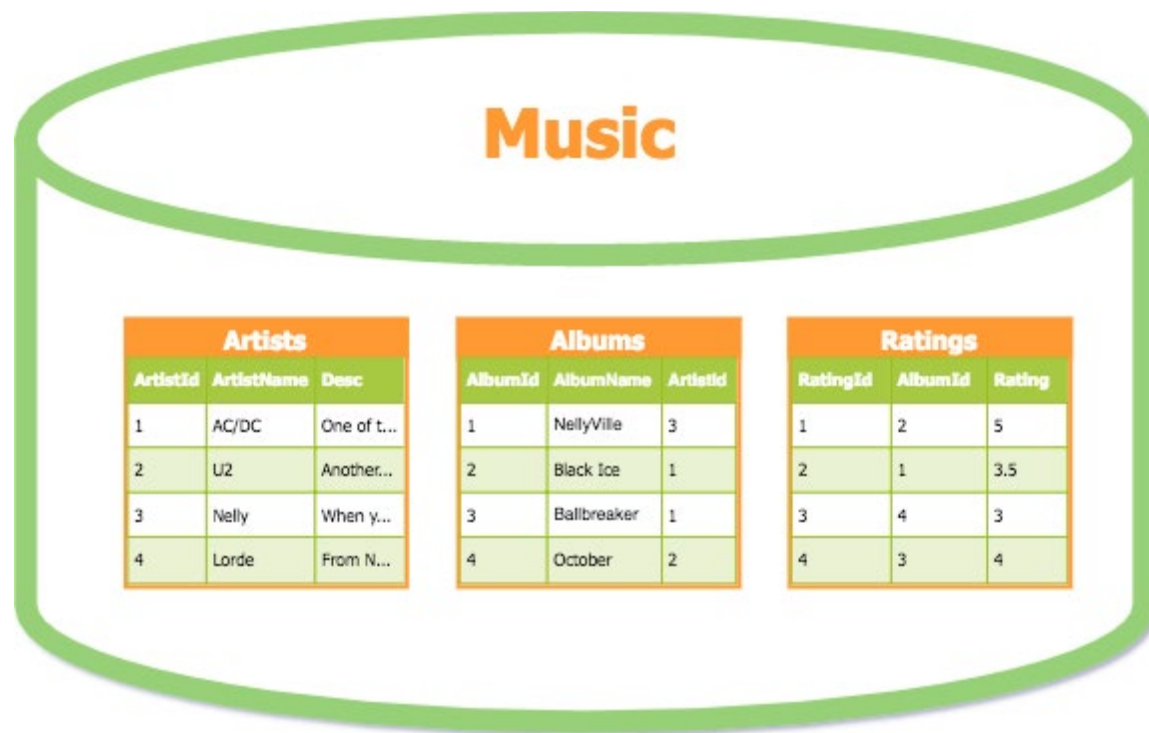 Music
Artists
ArtistId ArtistName Desc
1 AC/DC One of t...
2 U2 Another...
3 Nelly When y...
4 Lorde From N...
Albums
AlbumId AlbumName ArtistId
1 NellyVille 3
2 Black Ice 1
3 Ballbreaker 1
4 October 2
Ratings
RatingId AlbumId Rating
1 2 5
2 1 3.5
3 4 3
4 3 4